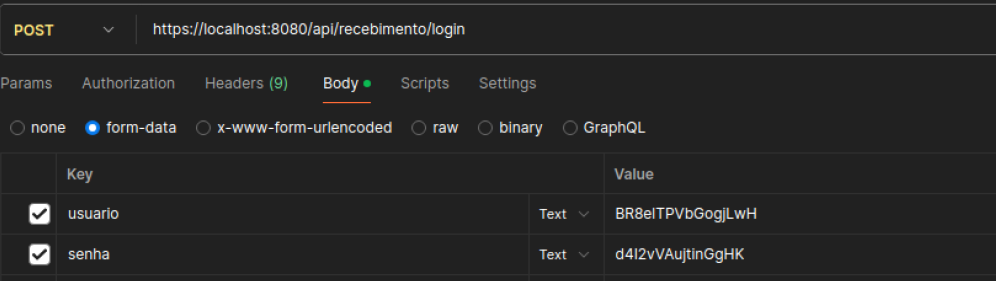 POST https://localhost:8080/api/recebimento/login
Params Authorization Headers (9) Body Scripts Settings
none form-data x-www-form-urlencoded raw binary GraphQL
Key Value
usuario Text BR8elTPVbGogjLwH
senha Text d4I2vVAujtinGgHK